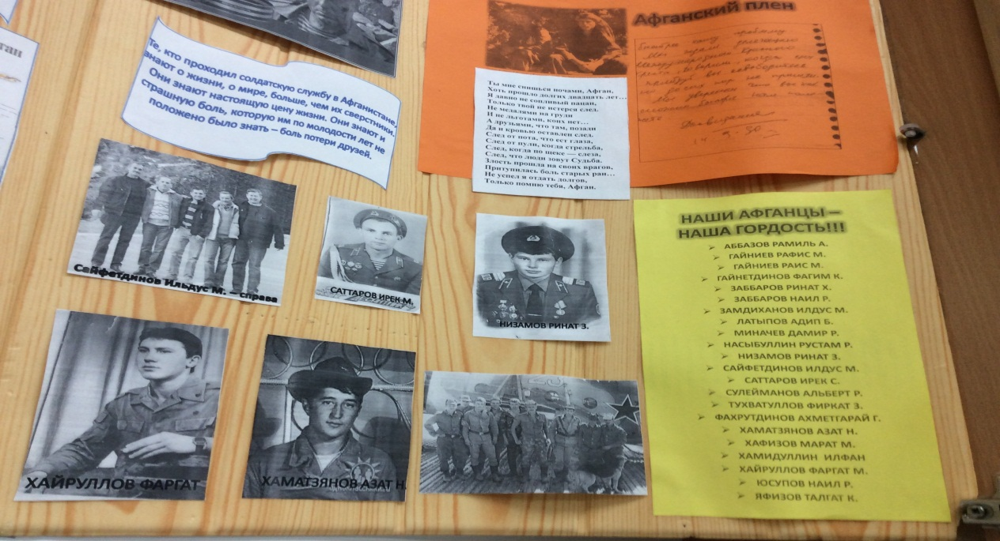 Те, кто проходил солдатскую службу в Афганистане,
знают о жизни, о мире, больше, чем их сверстники.
Они знают настоящую цену жизни. Они знают и
страшную боль, которую им по молодости лет не
положено было знать – боль потери друзей.
Афганский плен
Ты мне снишься ночами, Афган,
Хоть прошло долгих двадцать лет…
Я давно не сопливый пацан,
Только твой не истерся след.
Не медалями на груди
И не льготами, коих нет…
А друзьями, что там, позади
Да и кровью оставлен след.
След от пота, что ест глаза,
След от пули, когда стрельба,
След, когда по щеке – слеза,
След, что люди зовут Судьба.
Злость прошла на своих врагов,
Притупилась боль старых ран…
Не успел я отдать долгов,
Только помню тебя, Афган.
Сайфетдинов Ильдус М. – справа
САТТАРОВ ИРЕК М.
НИЗАМОВ РИНАТ З.
ХАЙРУЛЛОВ ФАРГАТ
ХАМАТЗЯНОВ АЗАТ Н.
НАШИ АФГАНЦЫ –
НАША ГОРДОСТЬ!!!
АББАЗОВ РАМИЛЬ А.
ГАЙНИЕВ РАФИС М.
ГАЙНИЕВ РАИС М.
ГАЙНЕТДИНОВ ФАГИМ К.
ЗАББАРОВ РИНАТ Х.
ЗАББАРОВ НАИЛ Р.
ЗАМДИХАНОВ ИЛДУС М.
ЛАТЫПОВ АДИП Б.
МИНАЧЕВ ДАМИР Р.
НАСЫБУЛЛИН РУСТАМ Р.
НИЗАМОВ РИНАТ З.
САЙФЕТДИНОВ ИЛДУС М.
САТТАРОВ ИРЕК С.
СУЛЕЙМАНОВ АЛЬБЕРТ Р.
ТУХВАТУЛЛОВ ФИРКАТ З.
ФАХРУТДИНОВ АХМЕТГАРАЙ Г.
ХАМАТЗЯНОВ АЗАТ Н.
ХАФИЗОВ МАРАТ М.
ХАМИДУЛЛИН ИЛФАН
ХАЙРУЛЛОВ ФАРГАТ М.
ЮСУПОВ НАИЛ Р.
ЯФИЗОВ ТАЛГАТ К.